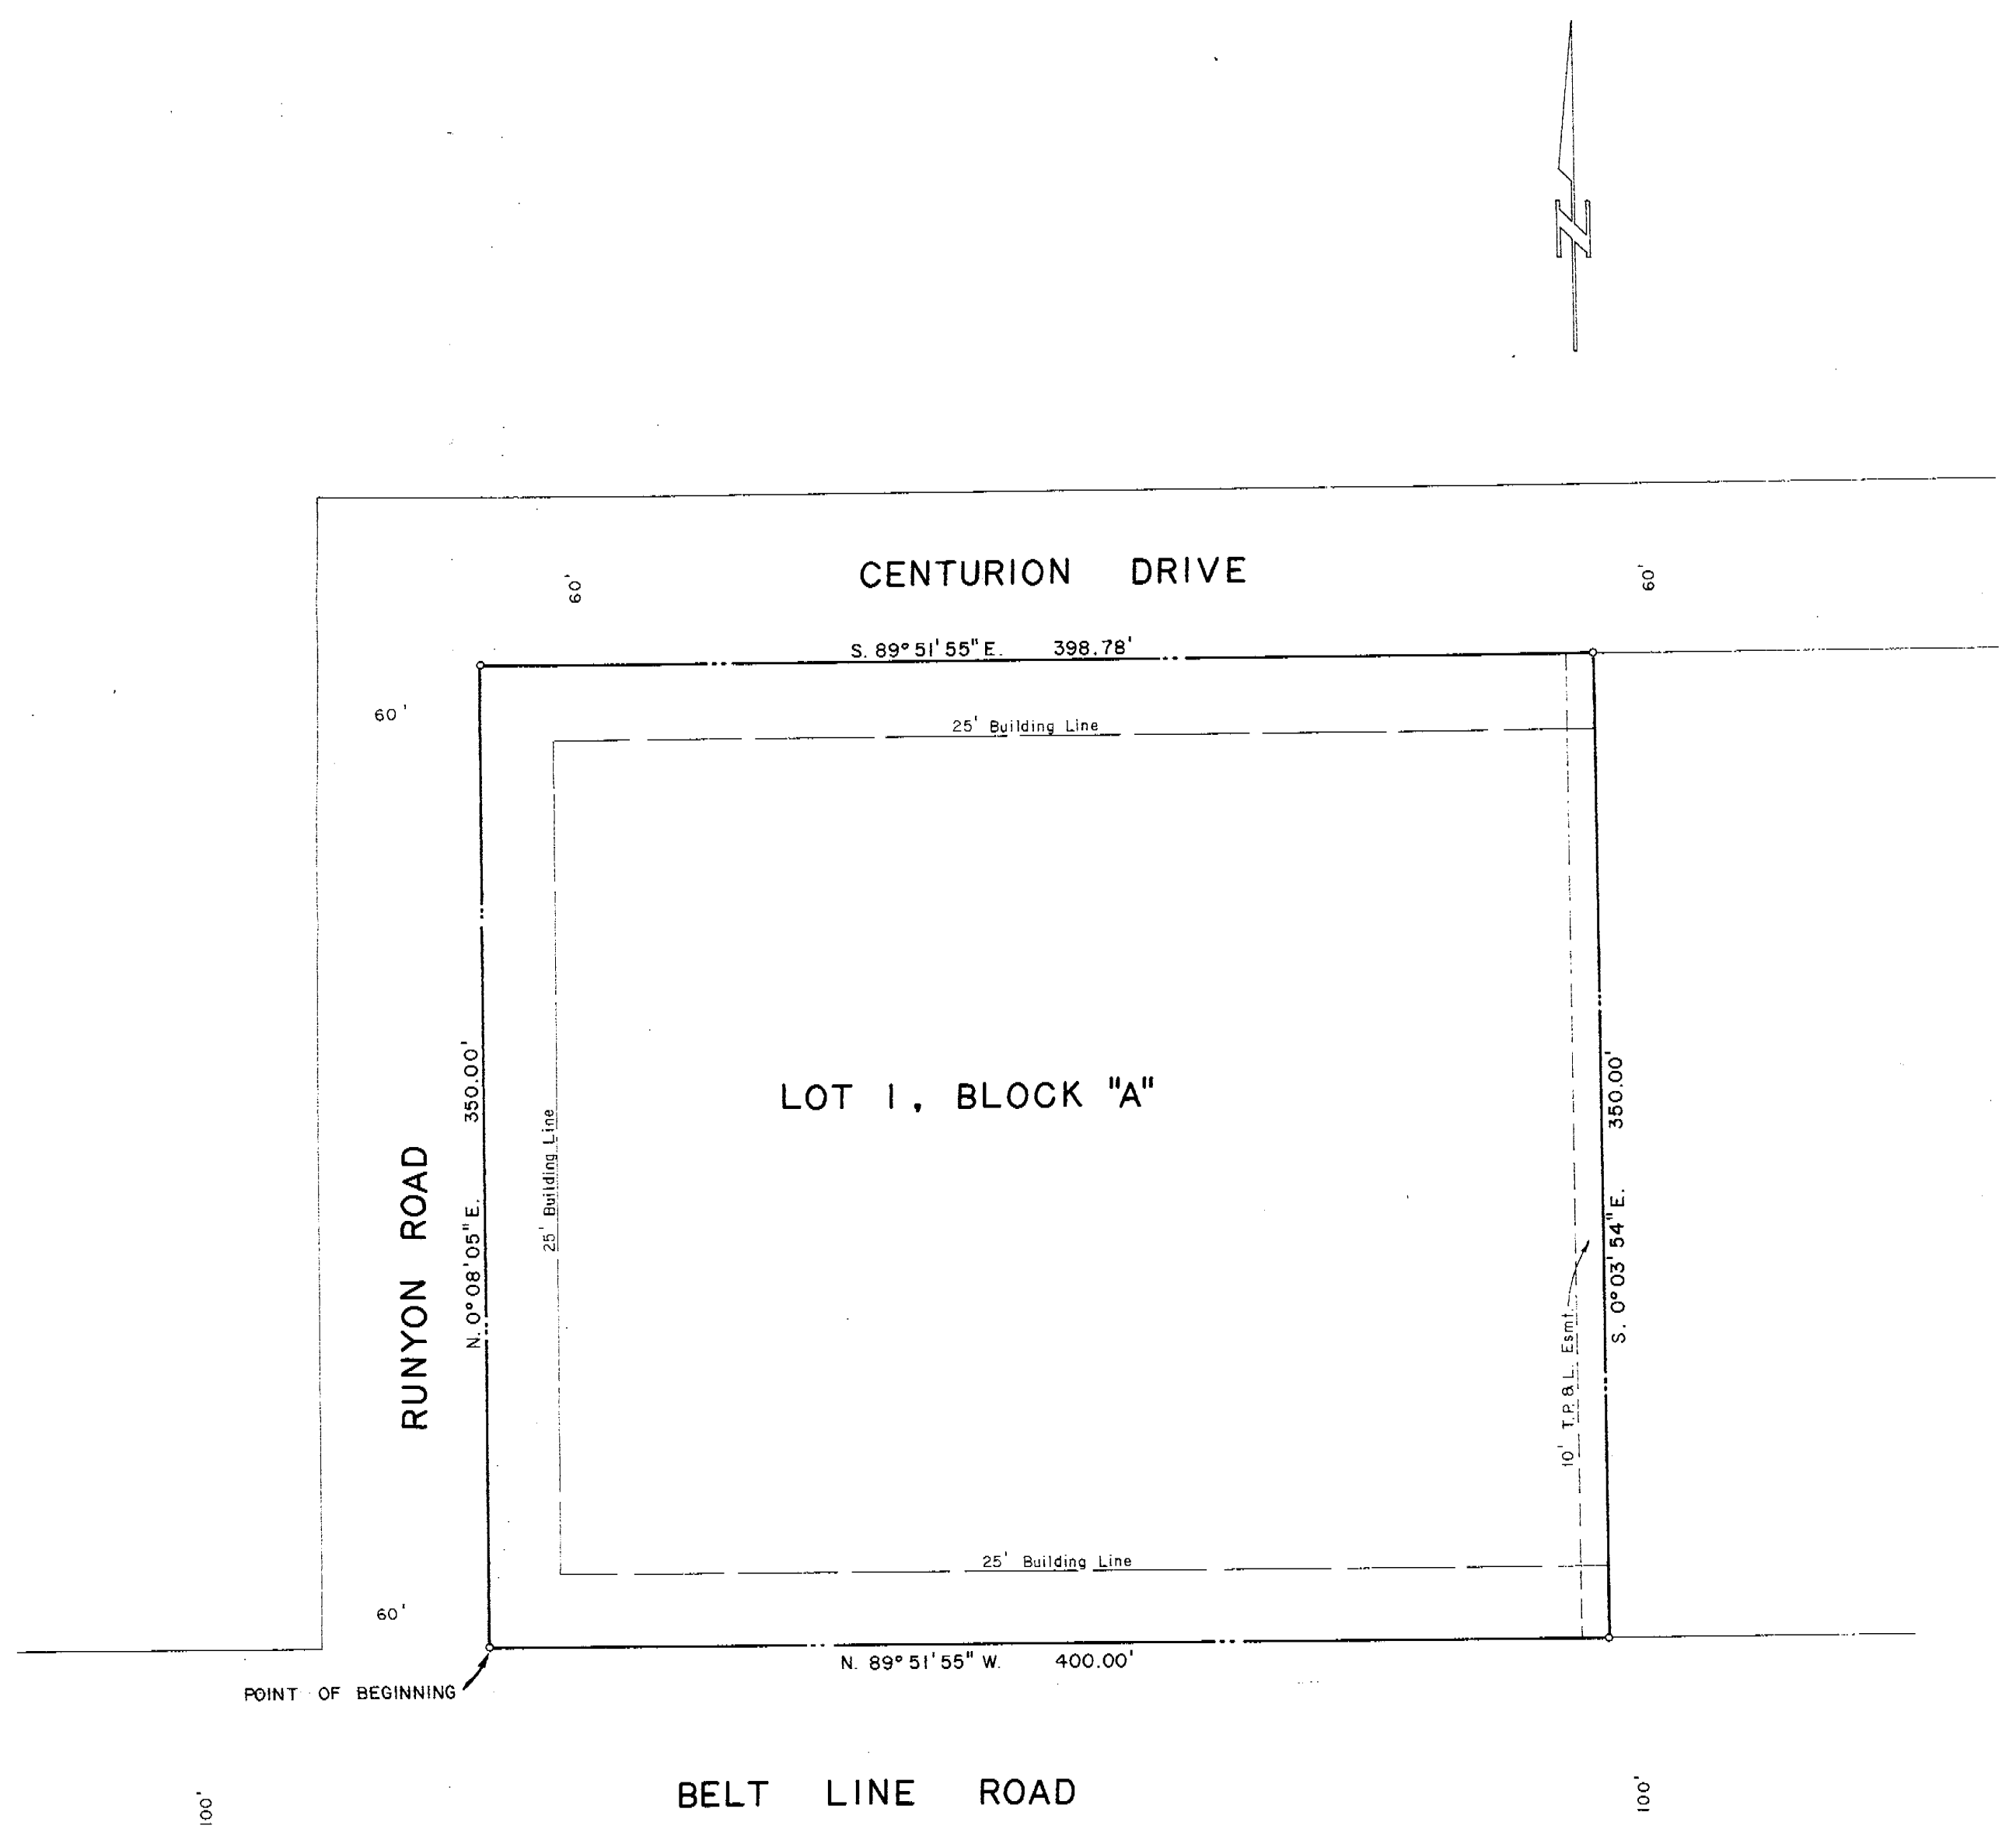 N
CENTURION DRIVE
60'
60'
S. 89° 51' 55" E. 398.78'
60'
25' Building Line
350.00'
N. 0° 08' 05" E.
25' Building Line
LOT 1, BLOCK "A"
350.00'
S. 0° 03' 54" E.
RUNYON ROAD
10' T.P. & L. Esmt.
25' Building Line
60'
N. 89° 51' 55" W. 400.00'
POINT OF BEGINNING
BELT LINE ROAD
100'
100'